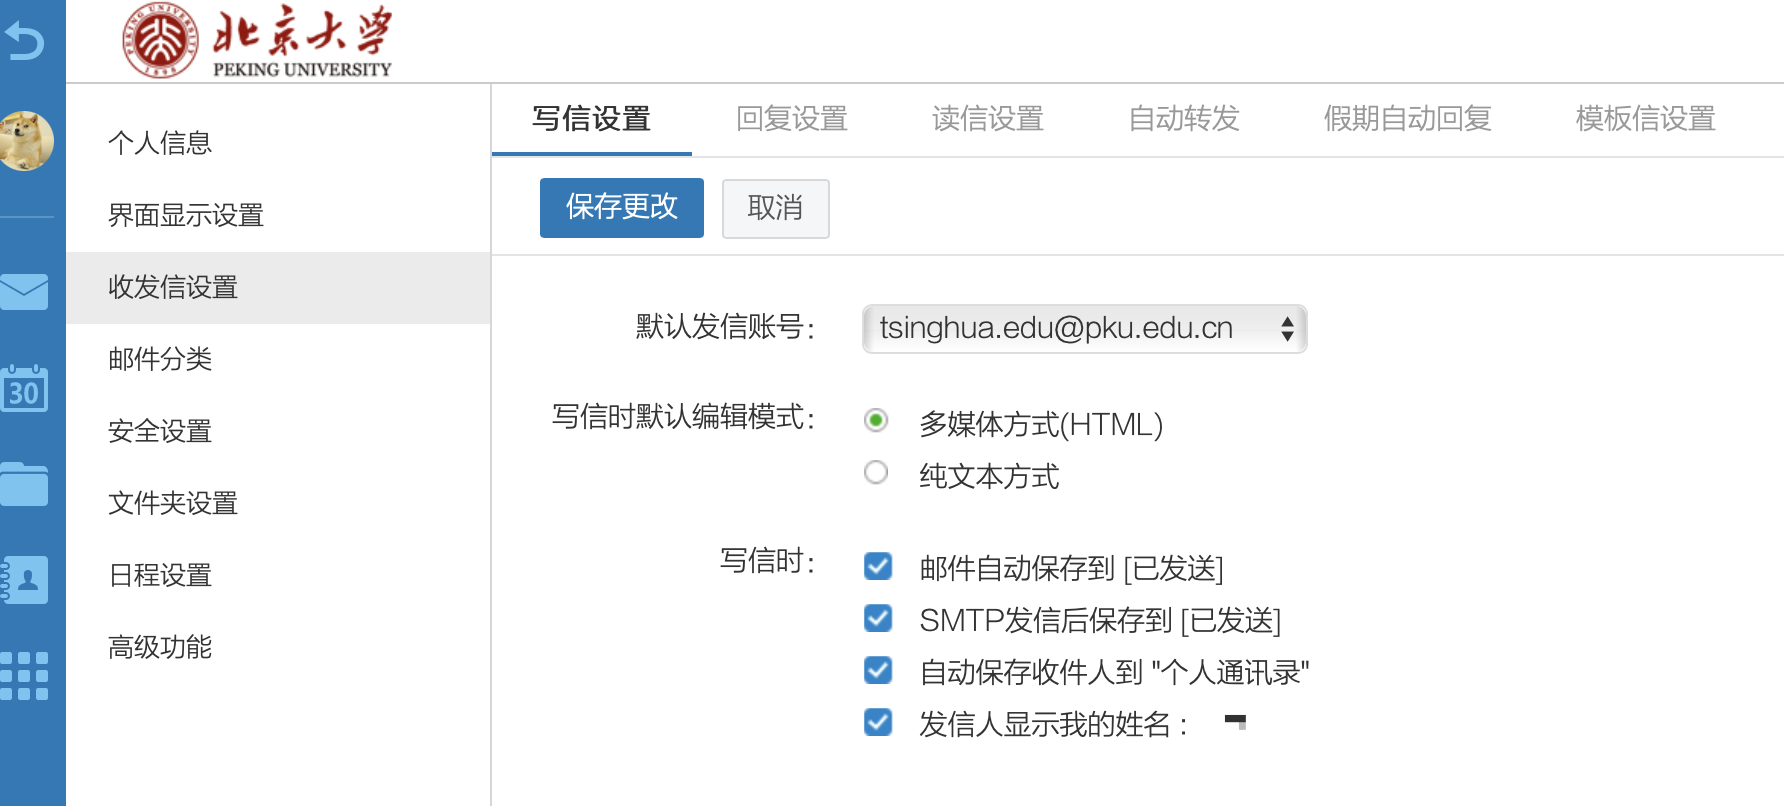 PEKING UNIVERSITY
1898
北京大学
PEKING UNIVERSITY
30
个人信息
界面显示设置
收发信设置
邮件分类
安全设置
文件夹设置
日程设置
高级功能
写信设置 回复设置 读信设置 自动转发 假期自动回复 模板信设置
保存更改 取消
默认发信账号： tsinghua.edu@pku.edu.cn
写信时默认编辑模式： 多媒体方式(HTML)
纯文本方式
写信时： 邮件自动保存到 [已发送]
SMTP发信后保存到 [已发送]
自动保存收件人到 "个人通讯录"
发信人显示我的姓名：